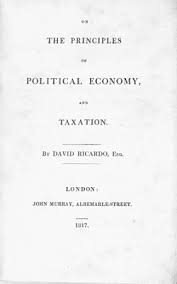 ON
THE PRINCIPLES
OF
POLITICAL ECONOMY,
AND
TAXATION.
By DAVID RICARDO, Esq.
LONDON:
JOHN MURRAY, ALBEMARLE-STREET.
1817.